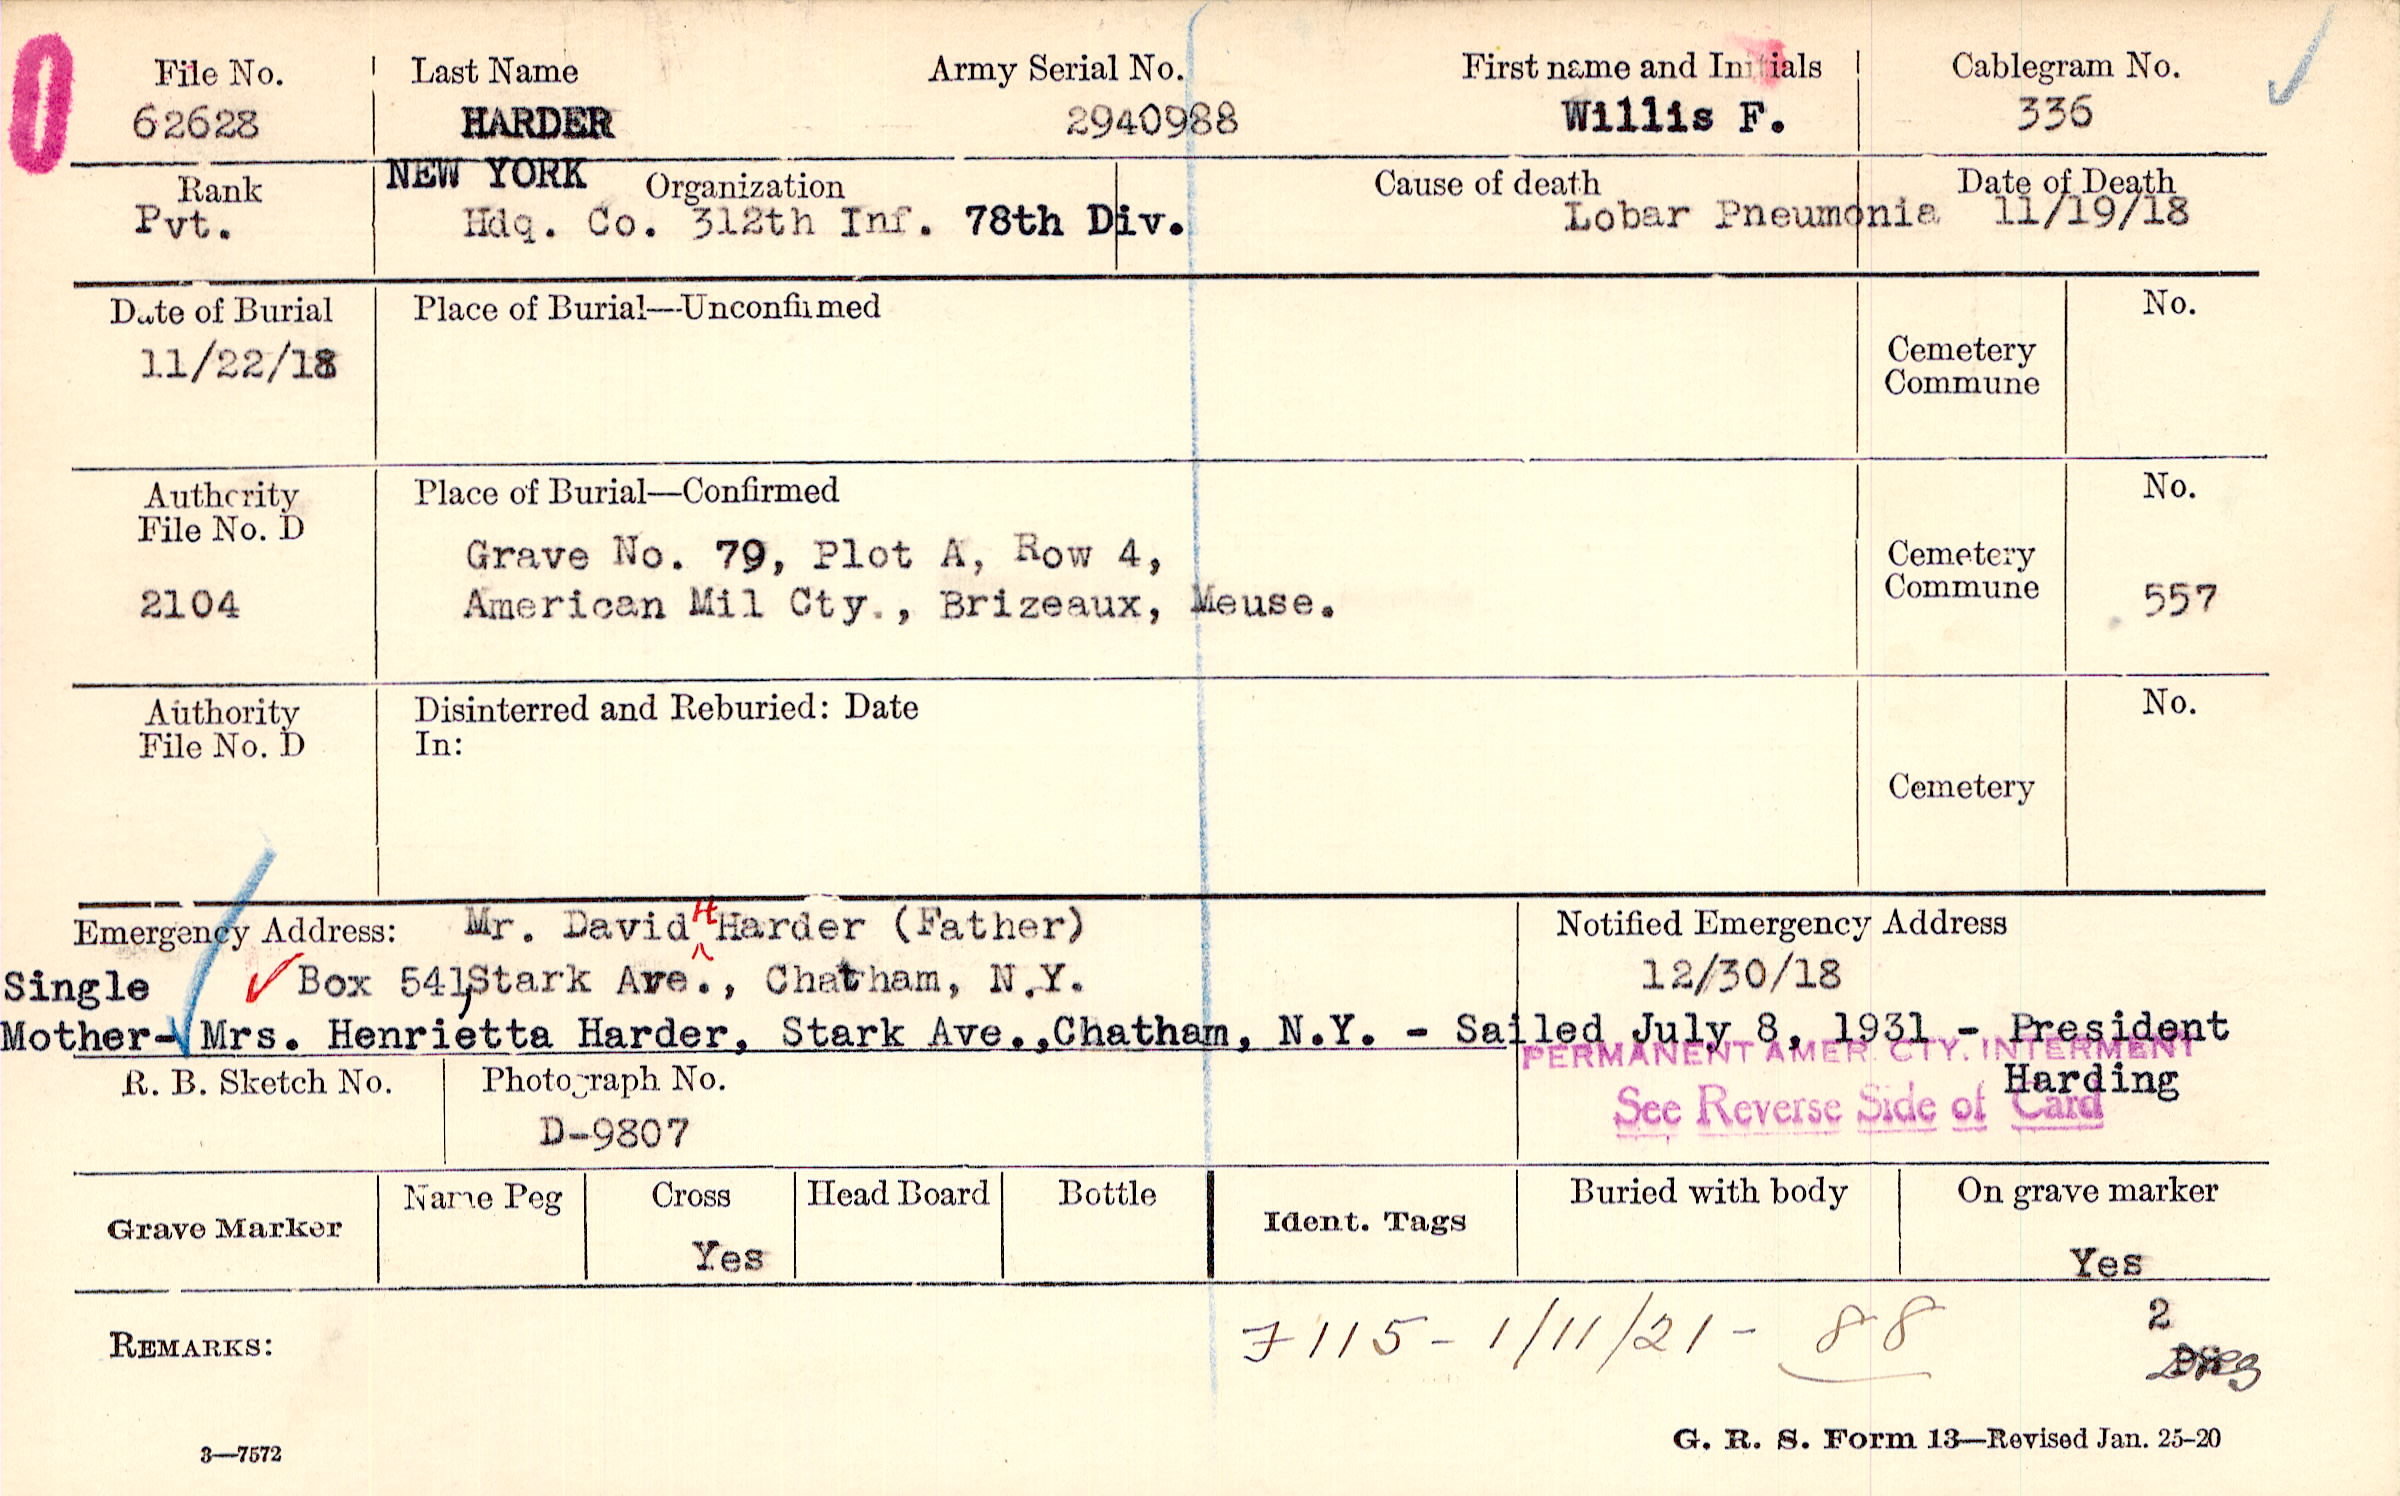 File No. Last Name Army Serial No. First name and Initials Cablegram No.
62628 HARDER 2940988 Willis F. 336
Rank NEW YORK Organization Cause of death Date of Death
Pvt. Hdq. Co. 312th Inf. 78th Div. Lobar Pneumonia 11/19/18
Date of Burial Place of Burial—Unconfirmed No.
11/22/18
Cemetery
Commune
Authority Place of Burial—Confirmed No.
File No. D
Grave No. 79, Plot A, Row 4, Cemetery
2104 American Mil Cty., Brizeaux, Meuse. Commune 557
Authority Disinterred and Reburied: Date No.
File No. D In:
Cemetery
Emergency Address: Mr. David H Harder (Father) Notified Emergency Address
Single Box 541, Stark Ave., Chatham, N.Y. 12/30/18
Mother- Mrs. Henrietta Harder, Stark Ave., Chatham, N.Y. - Sailed July 8, 1931 - President
PERMANENT AMER. CTY. INTERMENT
R. B. Sketch No. Photograph No. Harding
See Reverse Side of Card
D-9807
Grave Marker Name Peg Cross Head Board Bottle Ident. Tags Buried with body On grave marker
Yes Yes
2
REMARKS: 7115 - 1/11/21 - 88
3—7572 G. R. S. Form 13—Revised Jan. 25-20